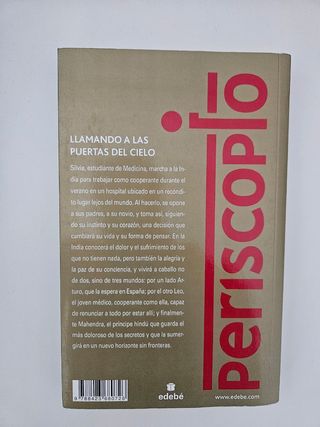 LLAMANDO A LAS
PUERTAS DEL CIELO
Silvia, estudiante de Medicina, marcha a la In-
dia para trabajar como cooperante durante el
verano en un hospital ubicado en un recóndi-
to lugar lejos del mundo. Al hacerlo, se opone
a sus padres, a su novio, y toma así, siguien-
do su instinto y su corazón, una decisión que
cambiará su vida y su forma de pensar. En la
India conocerá el dolor y el sufrimiento de los
que no tienen nada, pero también la alegría y
la paz de su conciencia, y vivirá a caballo no
de dos, sino de tres mundos: por un lado Ar-
turo, que la espera en España; por el otro Leo,
el joven médico, cooperante como ella, capaz
de renunciar a todo por estar allí; y finalmen-
te Mahendra, el príncipe hindú que guarda el
más doloroso de los secretos y que la sumer-
girá en un nuevo horizonte sin fronteras.
edebé
www.edebe.com
periscopio